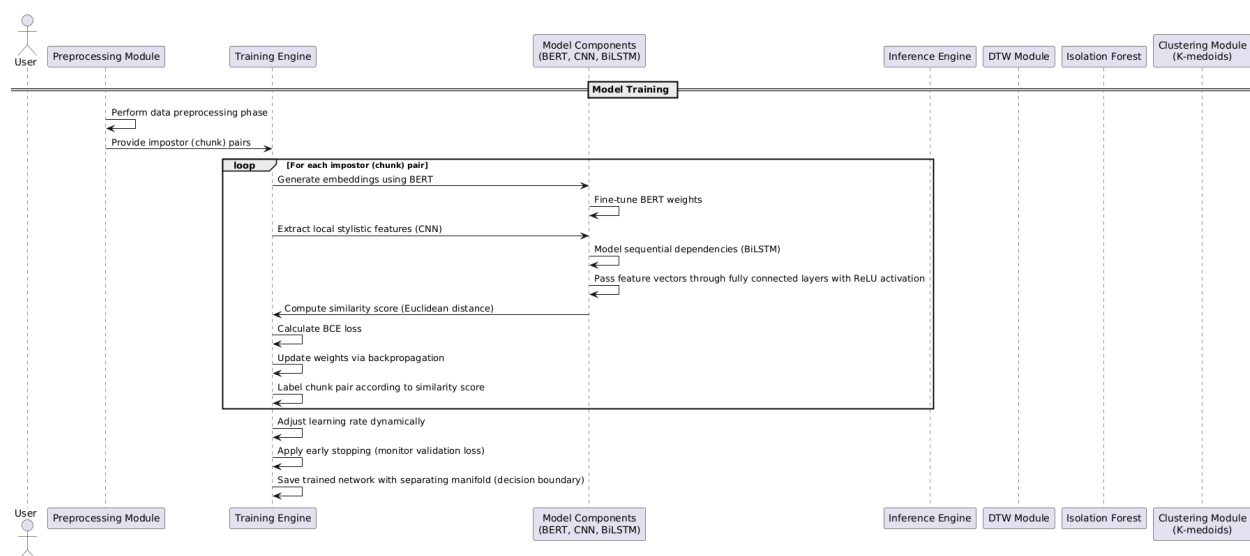 User
Preprocessing Module
Training Engine
Model Components
(BERT, CNN, BiLSTM)
Inference Engine
DTW Module
Isolation Forest
Clustering Module
(K-medoids)
Model Training
Perform data preprocessing phase
Provide impostor (chunk) pairs
loop
[For each impostor (chunk) pair]
Generate embeddings using BERT
Fine-tune BERT weights
Extract local stylistic features (CNN)
Model sequential dependencies (BiLSTM)
Pass feature vectors through fully connected layers with ReLU activation
Compute similarity score (Euclidean distance)
Calculate BCE loss
Update weights via backpropagation
Label chunk pair according to similarity score
Adjust learning rate dynamically
Apply early stopping (monitor validation loss)
Save trained network with separating manifold (decision boundary)
User
Preprocessing Module
Training Engine
Model Components
(BERT, CNN, BiLSTM)
Inference Engine
DTW Module
Isolation Forest
Clustering Module
(K-medoids)